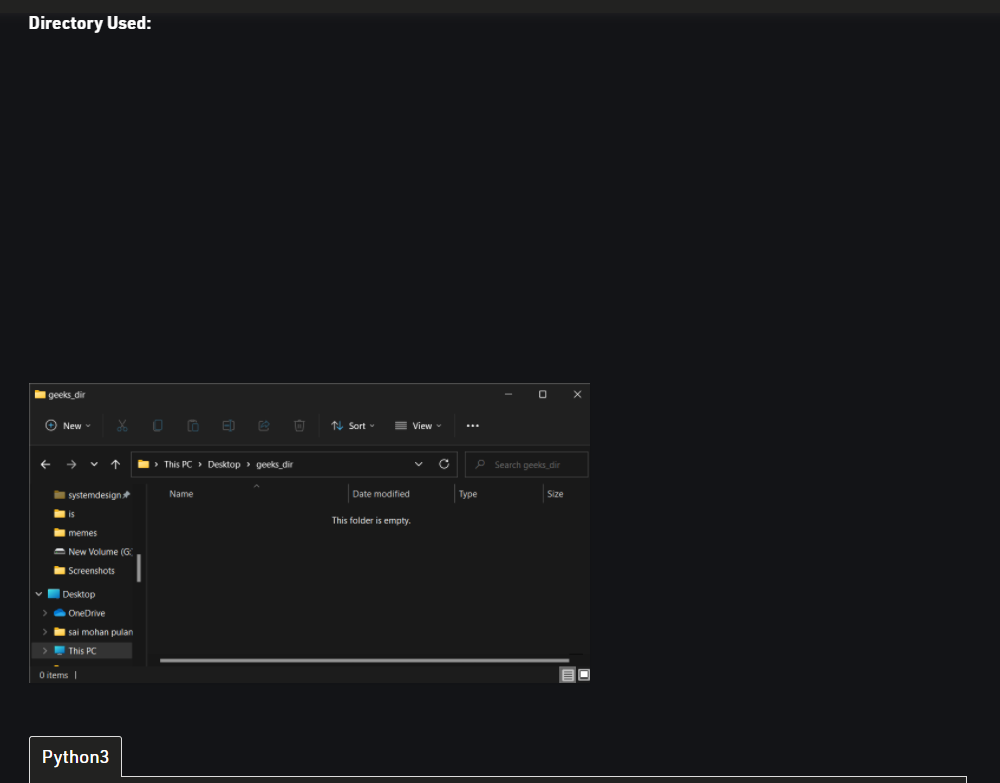 Directory Used:
geeks_dir
New Sort View
This PC > Desktop > geeks_dir Search geeks_dir
systemdesign Name Date modified Type Size
is
This folder is empty.
memes
New Volume (G:
Screenshots
Desktop
OneDrive
sai mohan pulam
This PC
0 items
Python3